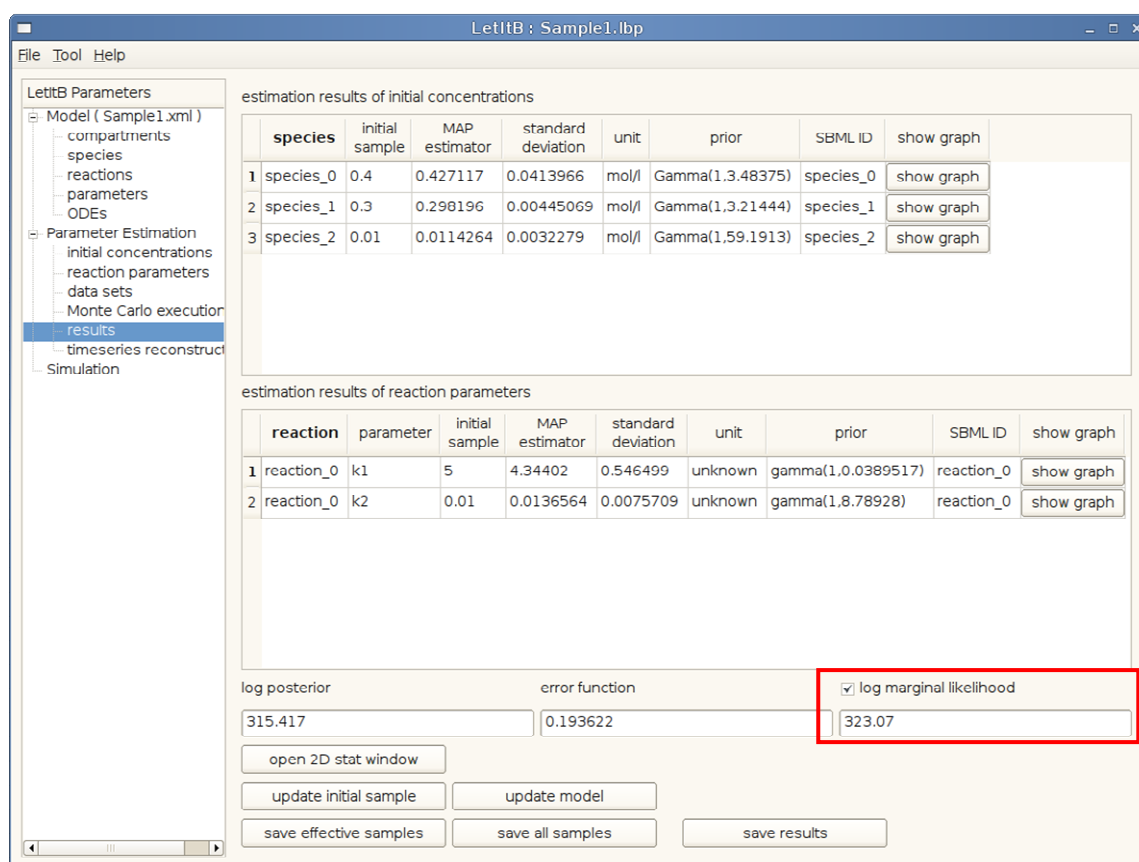 LetItB : Sample1.lbp
File Tool Help
LetItB Parameters
Model ( Sample1.xml )
compartments
species
reactions
parameters
ODEs
Parameter Estimation
initial concentrations
reaction parameters
data sets
Monte Carlo execution
results
timeseries reconstruct
Simulation
estimation results of initial concentrations
species initial sample MAP estimator standard deviation unit prior SBML ID show graph
1 species_0 0.4 0.427117 0.0413966 mol/l Gamma(1,3.48375) species_0 show graph
2 species_1 0.3 0.298196 0.00445069 mol/l Gamma(1,3.21444) species_1 show graph
3 species_2 0.01 0.0114264 0.0032279 mol/l Gamma(1,59.1913) species_2 show graph
estimation results of reaction parameters
reaction parameter initial sample MAP estimator standard deviation unit prior SBML ID show graph
1 reaction_0 k1 5 4.34402 0.546499 unknown gamma(1,0.0389517) reaction_0 show graph
2 reaction_0 k2 0.01 0.0136564 0.0075709 unknown gamma(1,8.78928) reaction_0 show graph
log posterior error function log marginal likelihood
315.417 0.193622 323.07
open 2D stat window
update initial sample update model
save effective samples save all samples save results